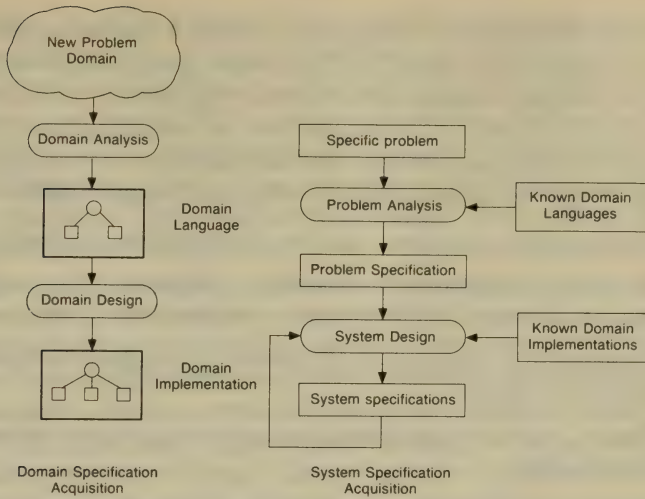 New Problem
Domain
Domain Analysis
Domain
Language
Domain Design
Domain
Implementation
Domain Specification
Acquisition
Specific problem
Problem Analysis
Known Domain
Languages
Problem Specification
System Design
Known Domain
Implementations
System specifications
System Specification
Acquisition